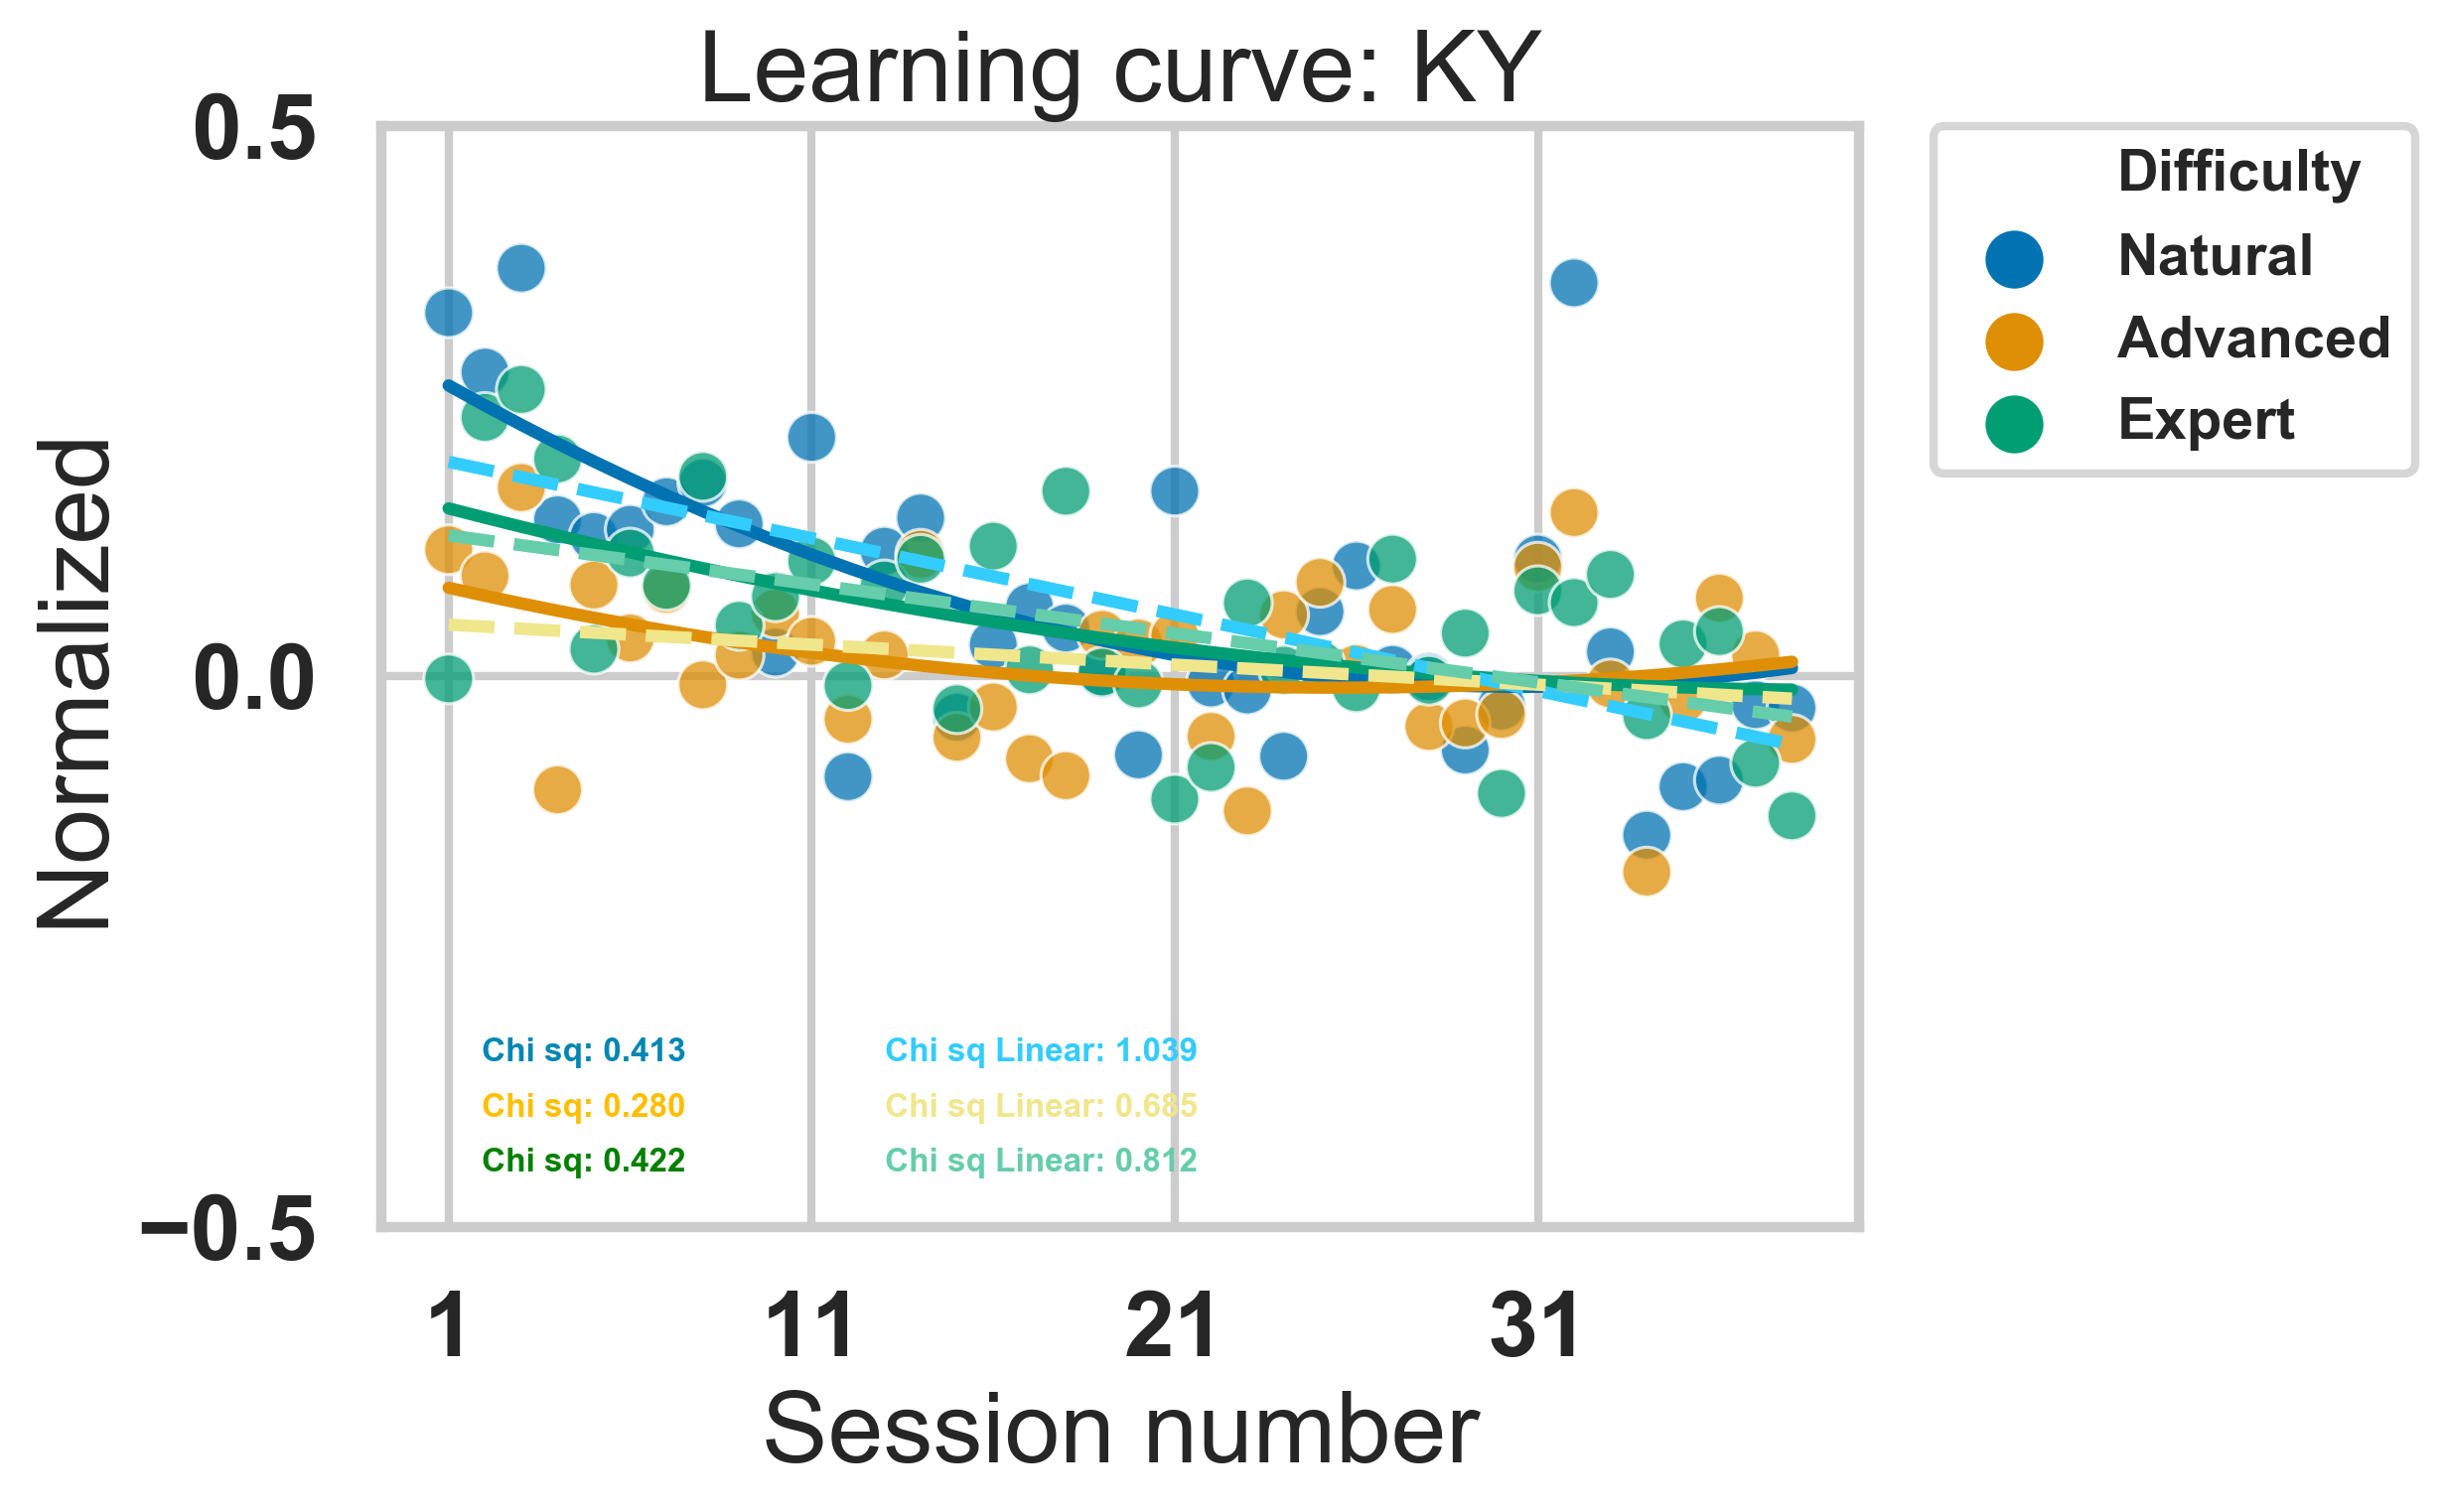 Learning curve: KY
0.5
0.0
−0.5
Normalized
Difficulty
Natural
Advanced
Expert
Chi sq: 0.413
Chi sq Linear: 1.039
Chi sq: 0.280
Chi sq Linear: 0.685
Chi sq: 0.422
Chi sq Linear: 0.812
1
11
21
31
Session number